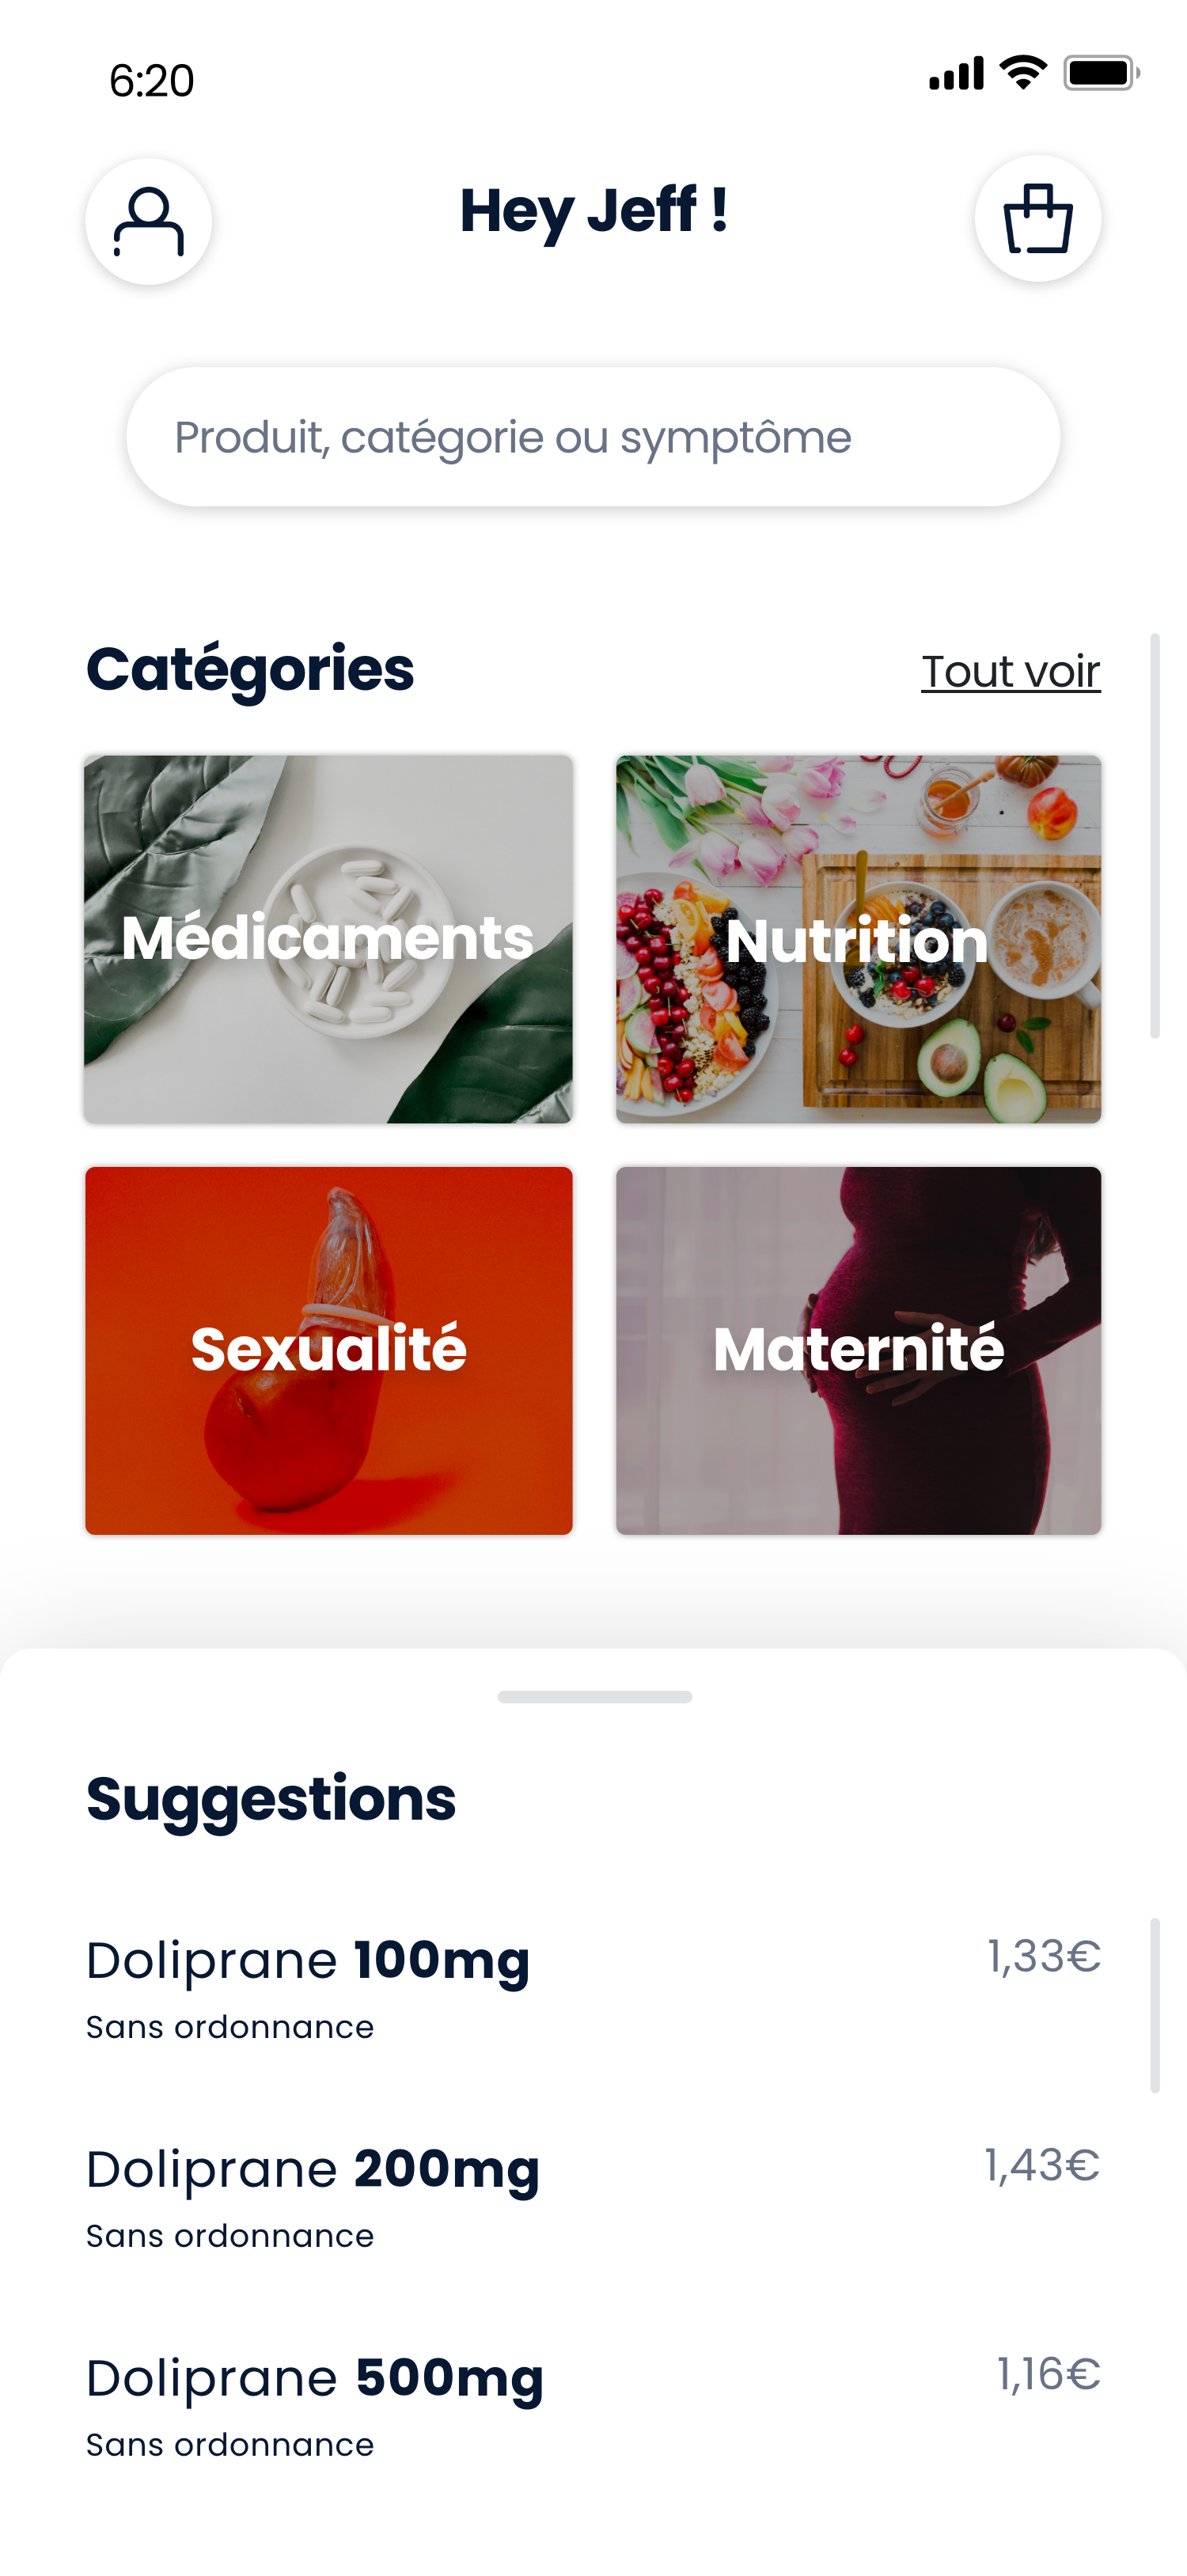 6:20
Hey Jeff !
Produit, catégorie ou symptôme
Catégories
Tout voir
Médicaments
Nutrition
Sexualité
Maternité
Suggestions
Doliprane 100mg
1,33€
Sans ordonnance
Doliprane 200mg
1,43€
Sans ordonnance
Doliprane 500mg
1,16€
Sans ordonnance